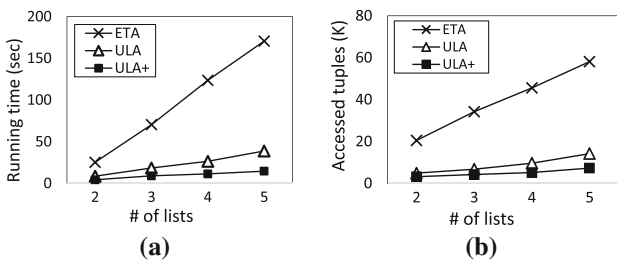 200
150
100
50
0
Running time (sec)
ETA
ULA
ULA+
2 3 4 5
# of lists
(a)
80
60
40
20
0
Accessed tuples (K)
ETA
ULA
ULA+
2 3 4 5
# of lists
(b)